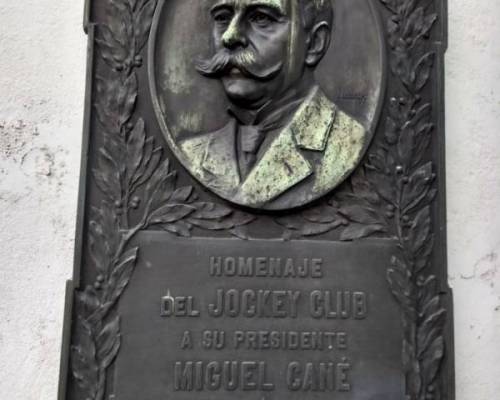 HOMENAJE
DEL JOCKEY CLUB
A SU PRESIDENTE
MIGUEL CANÉ